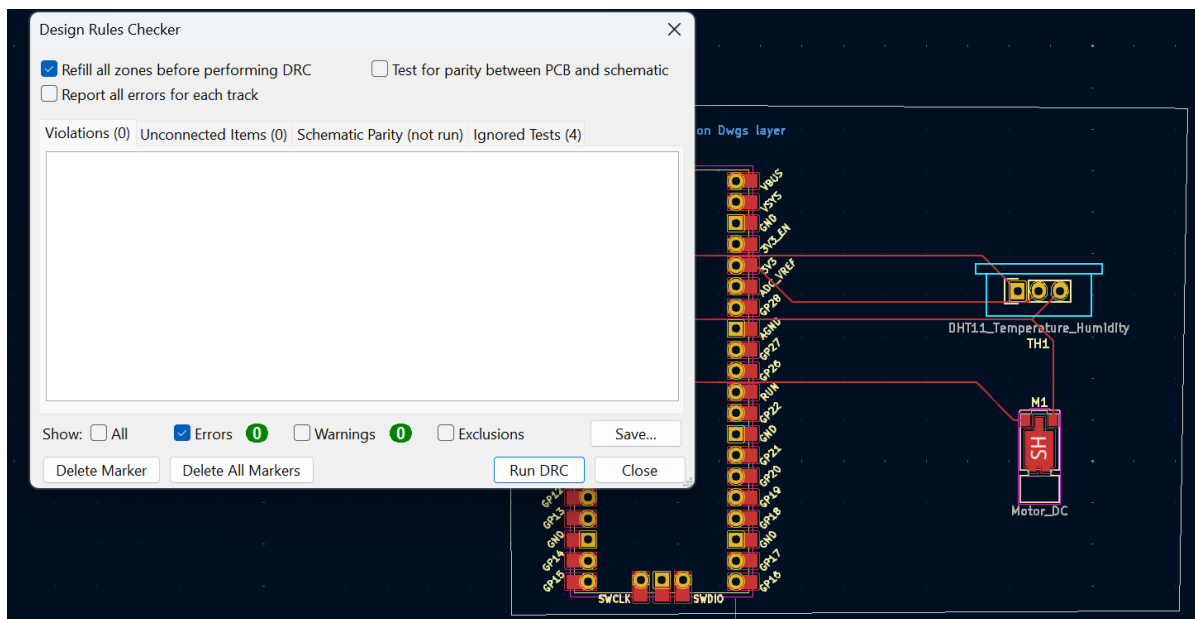 Design Rules Checker
Refill all zones before performing DRC
Test for parity between PCB and schematic
Report all errors for each track
Violations (0)
Unconnected Items (0)
Schematic Parity (not run)
Ignored Tests (4)
Show:
All
Errors
0
Warnings
0
Exclusions
Save...
Delete Marker
Delete All Markers
Run DRC
Close
on Dwgs layer
VBUS
VSYS
GND
3V3_EN
3V3
ADC_VREF
GP28
AGND
GP27
GP26
RUN
GP22
GND
GP21
GP20
GP19
GP18
GND
GP17
GP16
GP12
GP13
GND
GP14
GP15
SWCLK
SWDIO
DHT11_Temperature_Humidity
TH1
M1
SH
Motor_DC